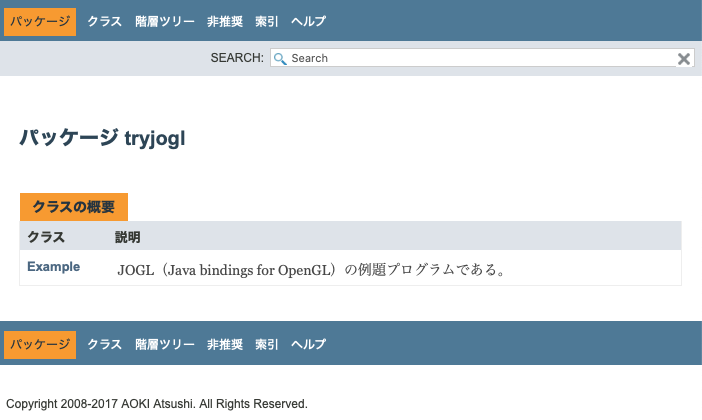 パッケージ クラス 階層ツリー 非推奨 索引 ヘルプ
SEARCH: Search
パッケージ tryjogl
クラスの概要
クラス 説明
Example JOGL（Java bindings for OpenGL）の例題プログラムである。
パッケージ クラス 階層ツリー 非推奨 索引 ヘルプ
Copyright 2008-2017 AOKI Atsushi. All Rights Reserved.